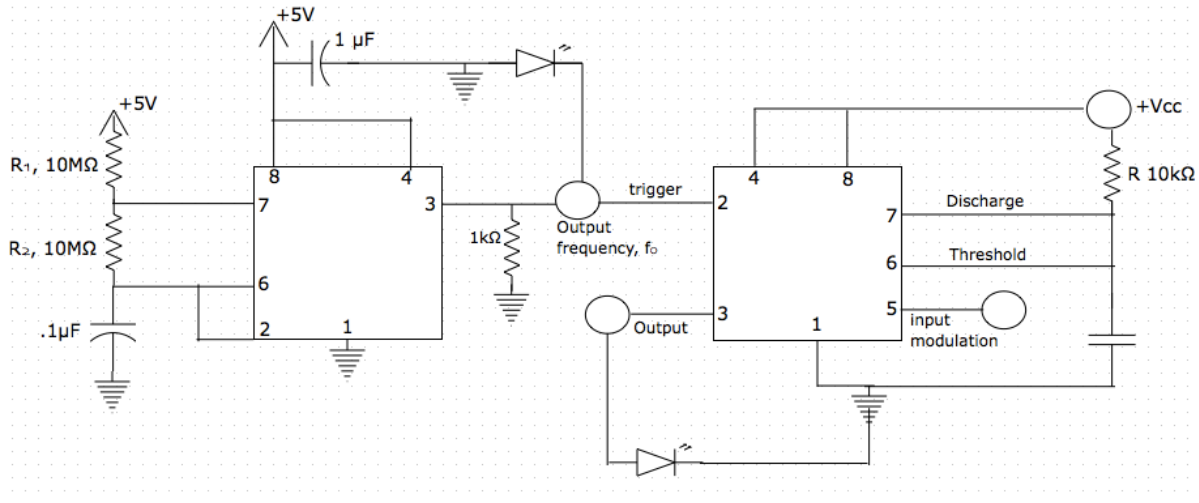 +5V
1 µF
+5V
+Vcc
R₁, 10MΩ
8
4
4
8
R 10kΩ
7
3
trigger
2
Discharge
7
R₂, 10MΩ
1kΩ
Output
frequency, f₀
6
Threshold
6
.1µF
2
1
Output
3
1
5
input
modulation